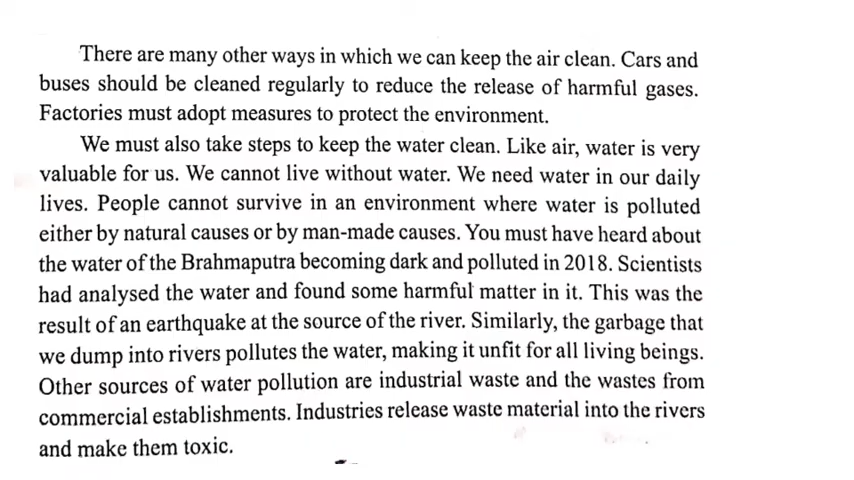 There are many other ways in which we can keep the air clean. Cars and
buses should be cleaned regularly to reduce the release of harmful gases.
Factories must adopt measures to protect the environment.
We must also take steps to keep the water clean. Like air, water is very
valuable for us. We cannot live without water. We need water in our daily
lives. People cannot survive in an environment where water is polluted
either by natural causes or by man-made causes. You must have heard about
the water of the Brahmaputra becoming dark and polluted in 2018. Scientists
had analysed the water and found some harmful matter in it. This was the
result of an earthquake at the source of the river. Similarly, the garbage that
we dump into rivers pollutes the water, making it unfit for all living beings.
Other sources of water pollution are industrial waste and the wastes from
commercial establishments. Industries release waste material into the rivers
and make them toxic.